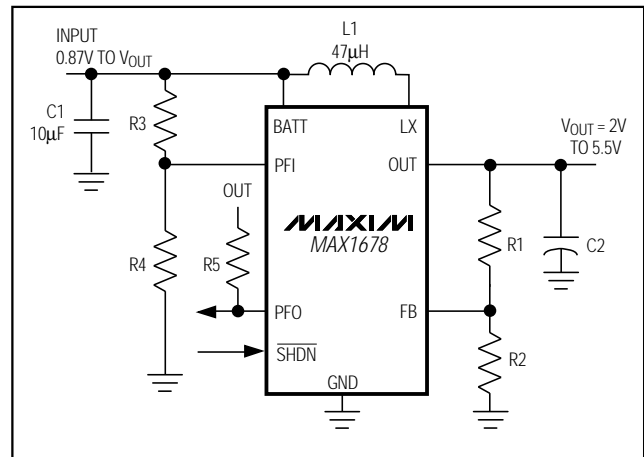 INPUT
0.87V TO VOUT
L1
47µH
C1
10µF
R3
BATT
LX
VOUT = 2V
TO 5.5V
PFI
OUT
OUT
MAXIM
MAX1678
R1
C2
R4
R5
PFO
FB
SHDN
R2
GND